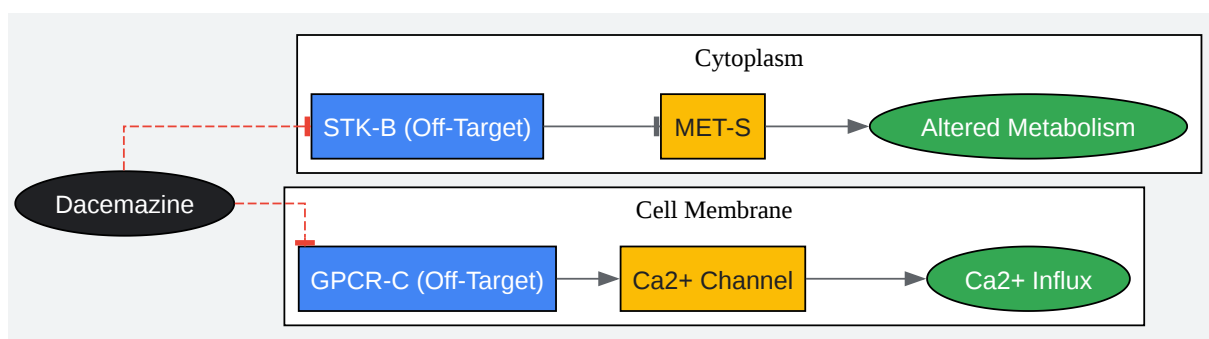 Cytoplasm
STK-B (Off-Target)
MET-S
Altered Metabolism
Dacemazine
Cell Membrane
GPCR-C (Off-Target)
Ca2+ Channel
Ca2+ Influx